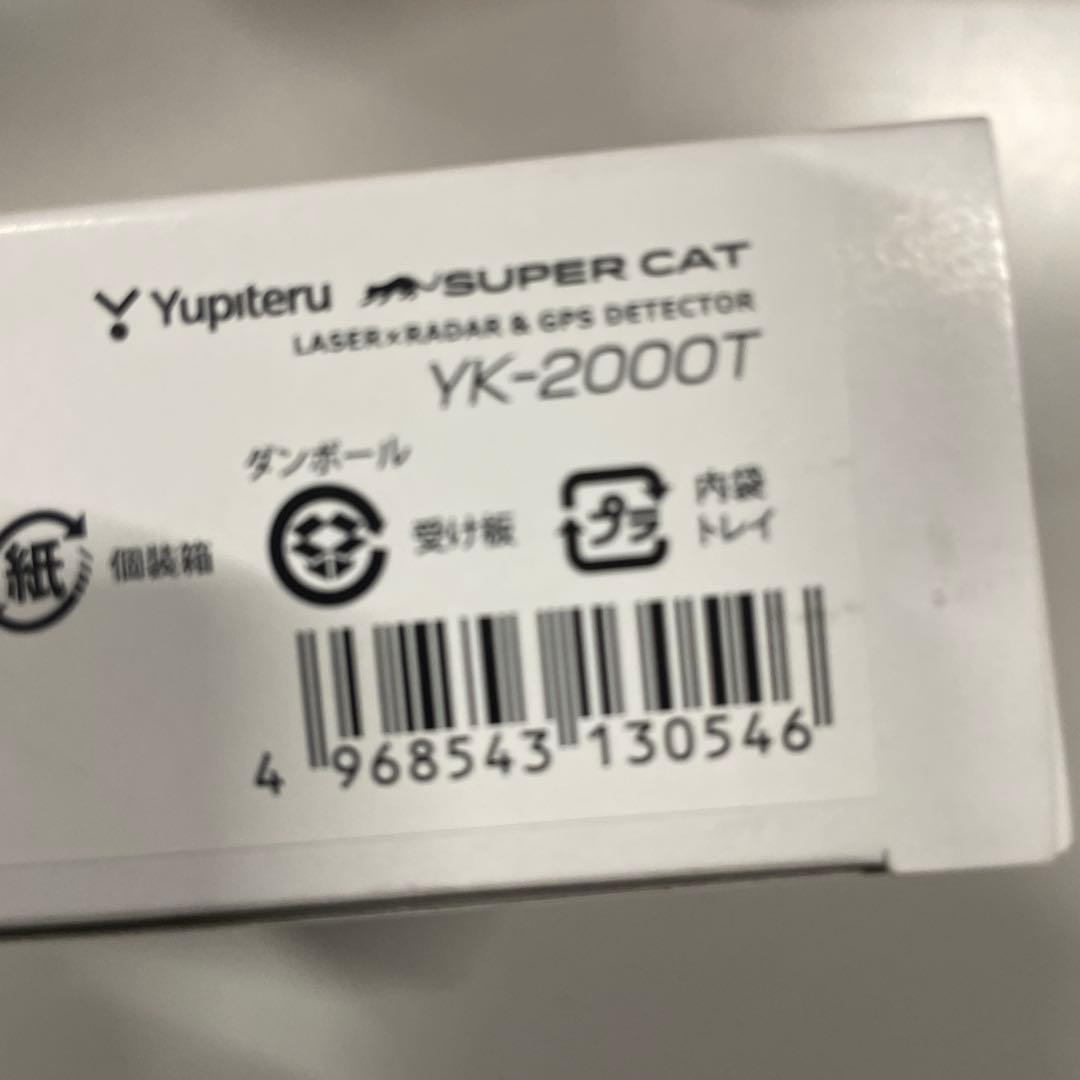 Yupiteru SUPER CAT
LASER×RADAR & GPS DETECTOR
YK-2000T
ダンボール
紙 個装箱
受け板
プラ 内袋
トレイ
4 968543 130546